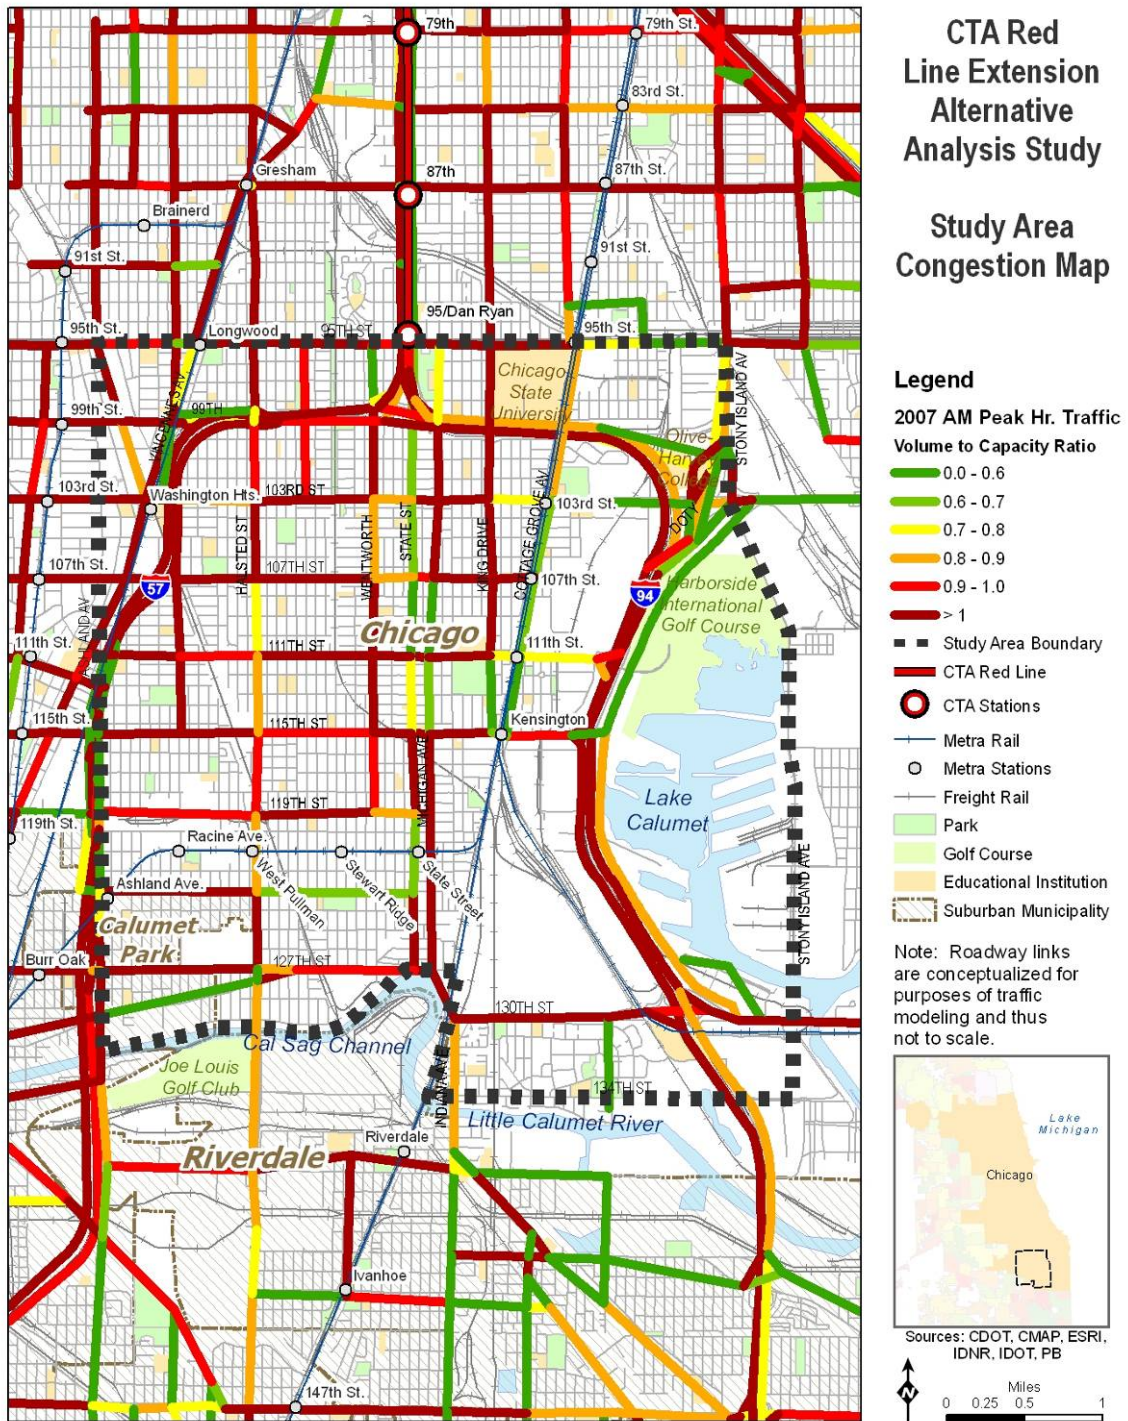 CTA Red
Line Extension
Alternative
Analysis Study
Study Area
Congestion Map
Legend
2007 AM Peak Hr. Traffic
Volume to Capacity Ratio
0.0 - 0.6
0.6 - 0.7
0.7 - 0.8
0.8 - 0.9
0.9 - 1.0
> 1
Study Area Boundary
CTA Red Line
CTA Stations
Metra Rail
Metra Stations
Freight Rail
Park
Golf Course
Educational Institution
Suburban Municipality
Note: Roadway links
are conceptualized for
purposes of traffic
modeling and thus
not to scale.
Lake
Michigan
Chicago
Sources: CDOT, CMAP, ESRI,
IDNR, IDOT, PB
N
Miles
0 0.25 0.5 1
79th
79th St.
83rd St.
87th
87th St.
Gresham
Brainerd
91st St.
91st St.
95/Dan Ryan
95th St.
Longwood
95TH ST
95th St.
Chicago
State
University
VINCENNES AV
99TH
99th St.
Olive-
Harvey
College
STONY ISLAND AV
103rd St.
Washington Hts.
103RD ST
103rd St.
DOTY
HALSTED ST
WENTWORTH
STATE ST
KING DRIVE
COTTAGE GROVE AV
107th St.
57
107TH ST
107th St.
94
Harborside
International
Golf Course
ASHLAND AV
Chicago
111th St.
111TH ST
111th St.
115th St.
115TH ST
Kensington
MICHIGAN AVE
Lake
Calumet
119th St.
119TH ST
Racine Ave.
West Pullman
Stewart Ridge
State Street
Ashland Ave.
STONY ISLAND AVE
Calumet
Park
Burr Oak
127TH ST
130TH ST
Cal Sag Channel
Joe Louis
Golf Club
INDIANA AVE
134TH ST
Little Calumet River
Riverdale
Riverdale
Ivanhoe
147th St.